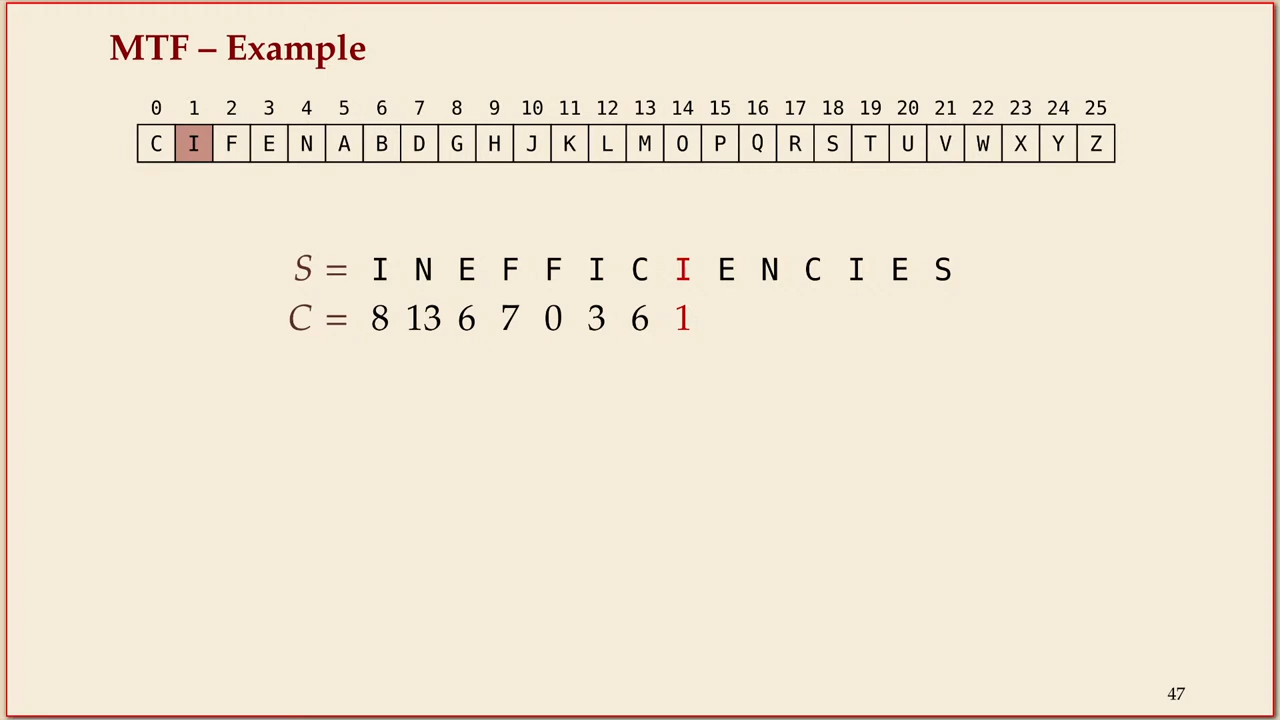 MTF – Example
0 1 2 3 4 5 6 7 8 9 10 11 12 13 14 15 16 17 18 19 20 21 22 23 24 25
C I F E N A B D G H J K L M O P Q R S T U V W X Y Z
S = I N E F F I C I E N C I E S
C = 8 13 6 7 0 3 6 1
47